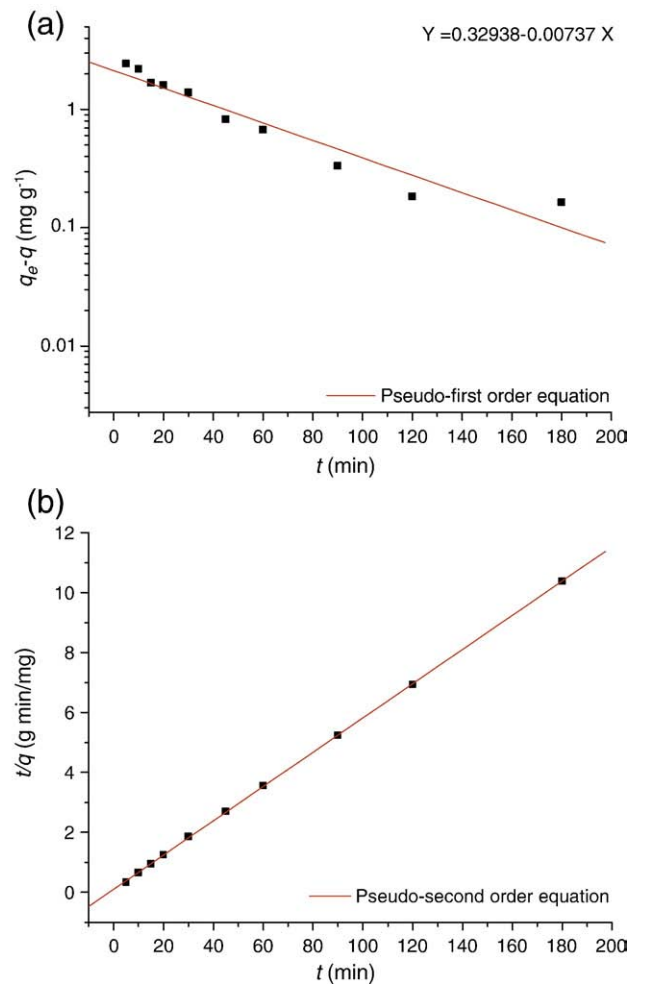 (a)
Y =0.32938-0.00737 X
1
0.1
0.01
qₑ-q (mg g⁻¹)
Pseudo-first order equation
0 20 40 60 80 100 120 140 160 180 200
t (min)
(b)
12
10
8
6
4
2
0
t/q (g min/mg)
Pseudo-second order equation
0 20 40 60 80 100 120 140 160 180 200
t (min)